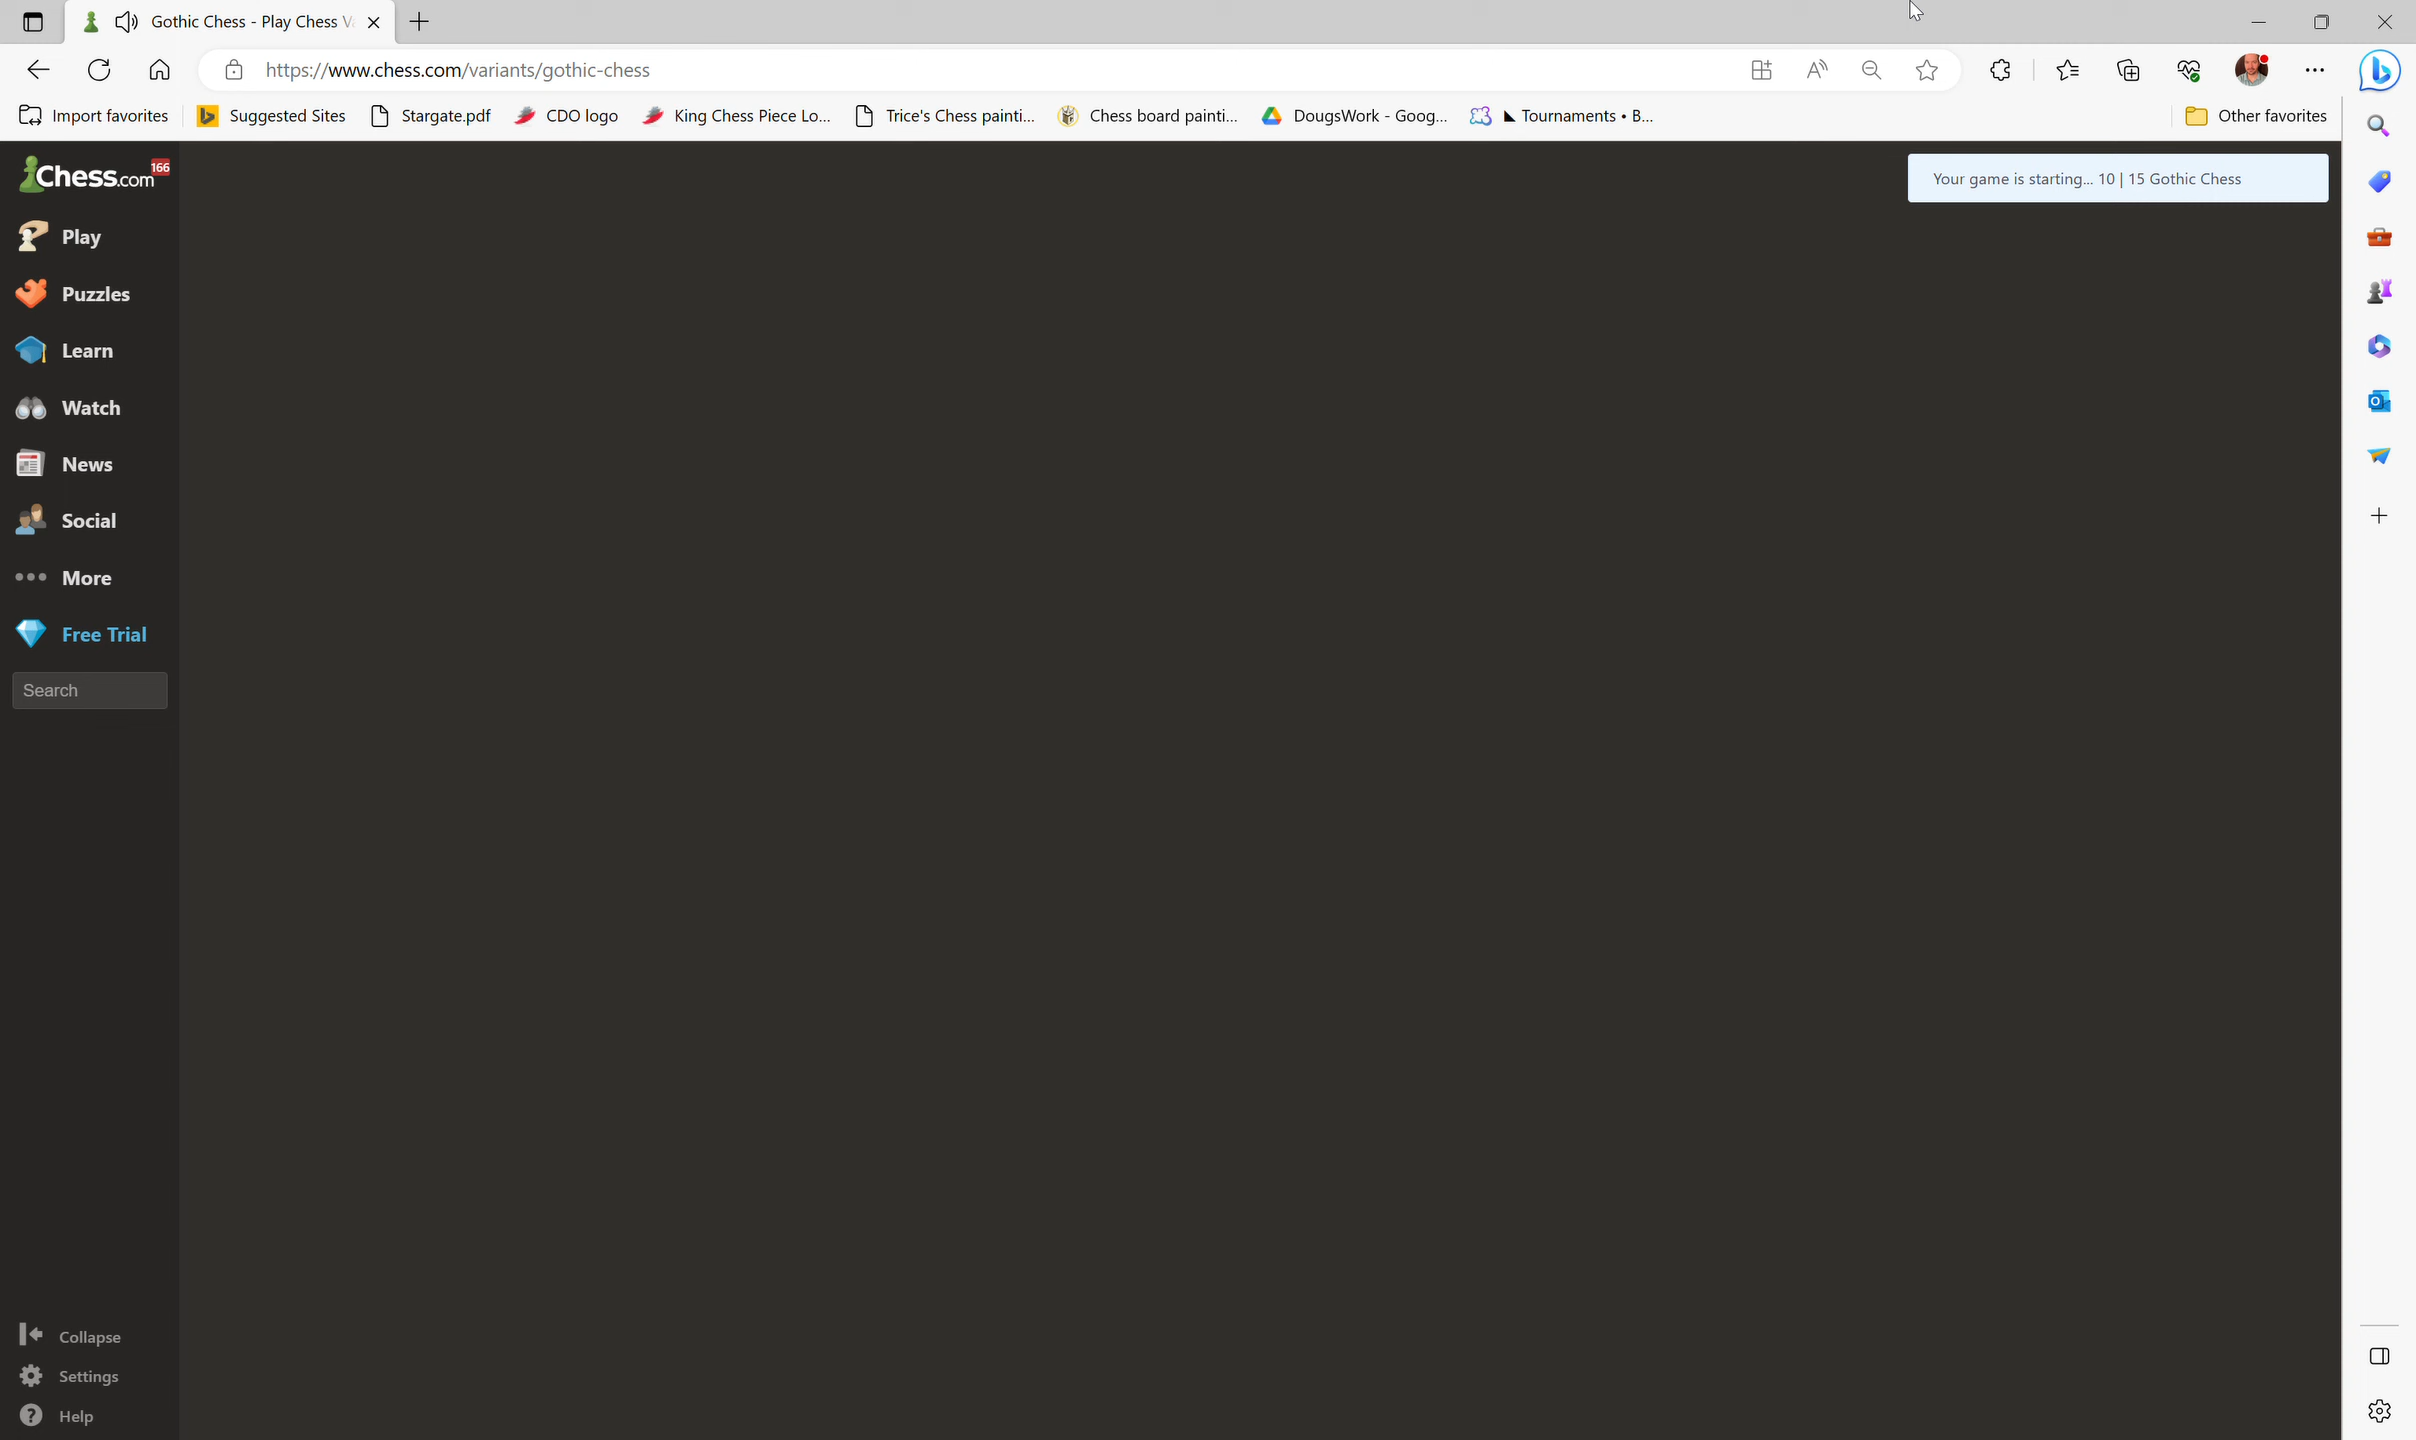 Gothic Chess - Play Chess V
https://www.chess.com/variants/gothic-chess
Import favorites
Suggested Sites
Stargate.pdf
CDO logo
King Chess Piece Lo...
Trice's Chess painti...
Chess board painti...
DougsWork - Goog...
Tournaments • B...
Other favorites
Chess.com
166
Your game is starting... 10 | 15 Gothic Chess
Play
Puzzles
Learn
Watch
News
Social
More
Free Trial
Search
Collapse
Settings
Help